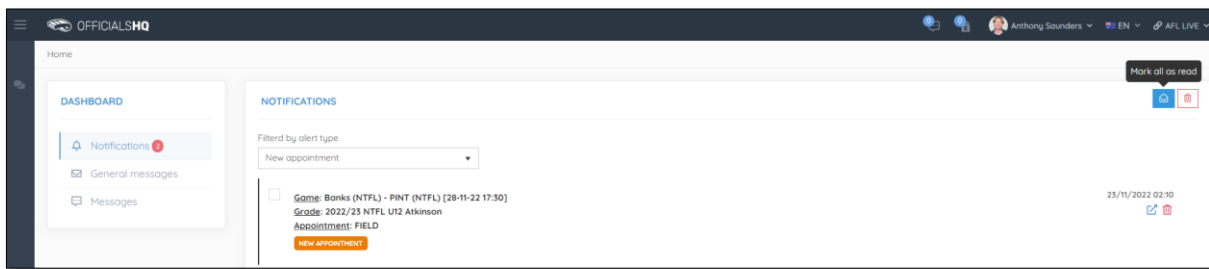 OFFICIALSHQ
0 0 Anthony Saunders EN AFL LIVE
Home
Mark all as read
DASHBOARD
NOTIFICATIONS
Notifications 2
General messages
Messages
Filterd by alert type
New appointment
Game: Banks (NTFL) - PINT (NTFL) [28-11-22 17:30]
Grade: 2022/23 NTFL U12 Atkinson
Appointment: FIELD
NEW APPOINTMENT
23/11/2022 02:10